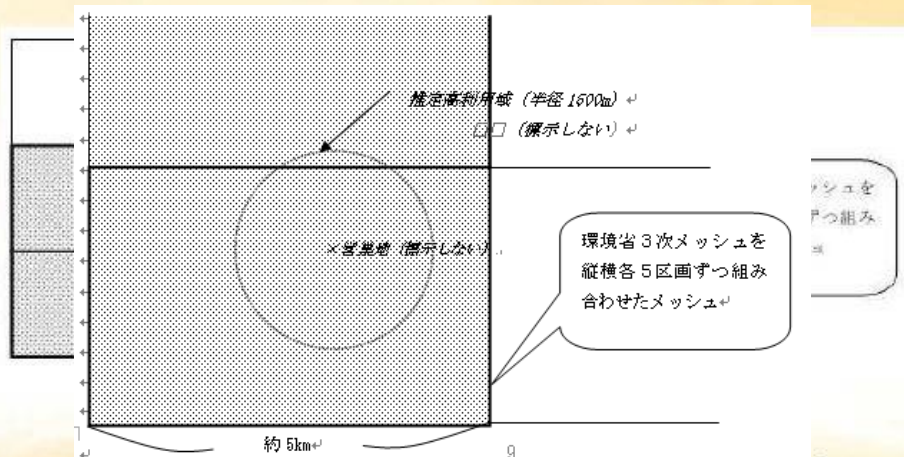 推定高利用域（半径1500m）
（標示しない）
×営巣地（標示しない）
環境省３次メッシュを
縦横各５区画ずつ組み
合わせたメッシュ
約5km
9